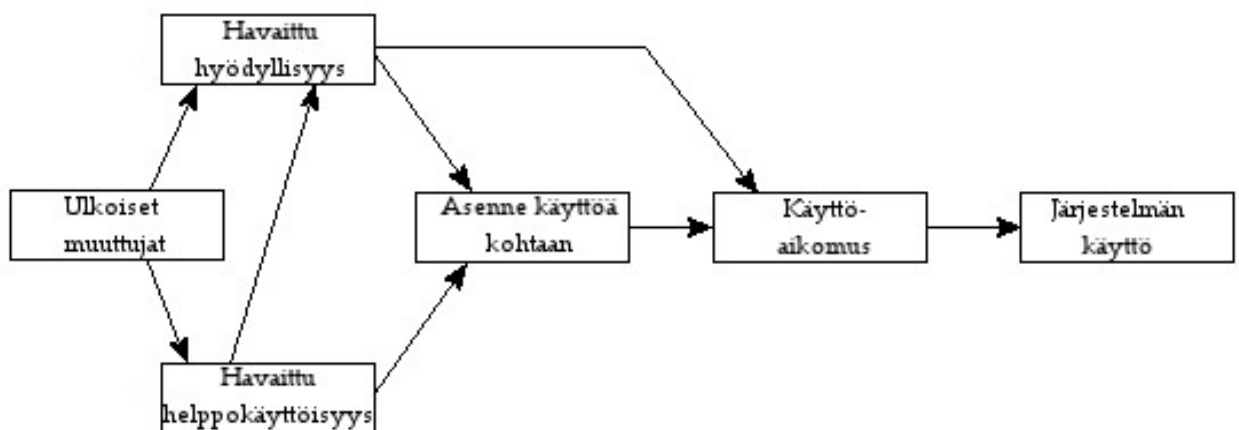 Havaittu
hyödyllisyys
Ulkoiset
muuttujat
Asenne käyttöä
kohtaan
Käyttö-
aikomus
Järjestelmän
käyttö
Havaittu
helppokäyttöisyys